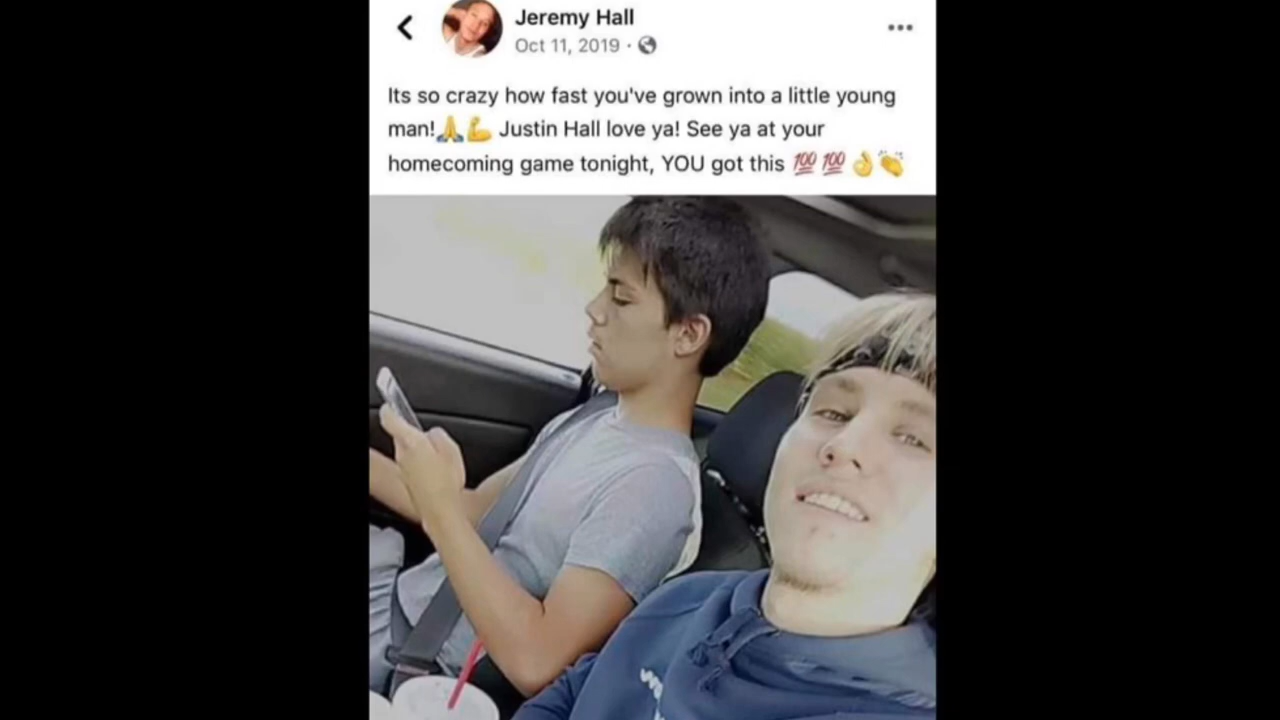 Jeremy Hall
Oct 11, 2019 ·
Its so crazy how fast you've grown into a little young
man!🙏💪 Justin Hall love ya! See ya at your
homecoming game tonight, YOU got this 💯 💯 👌👏